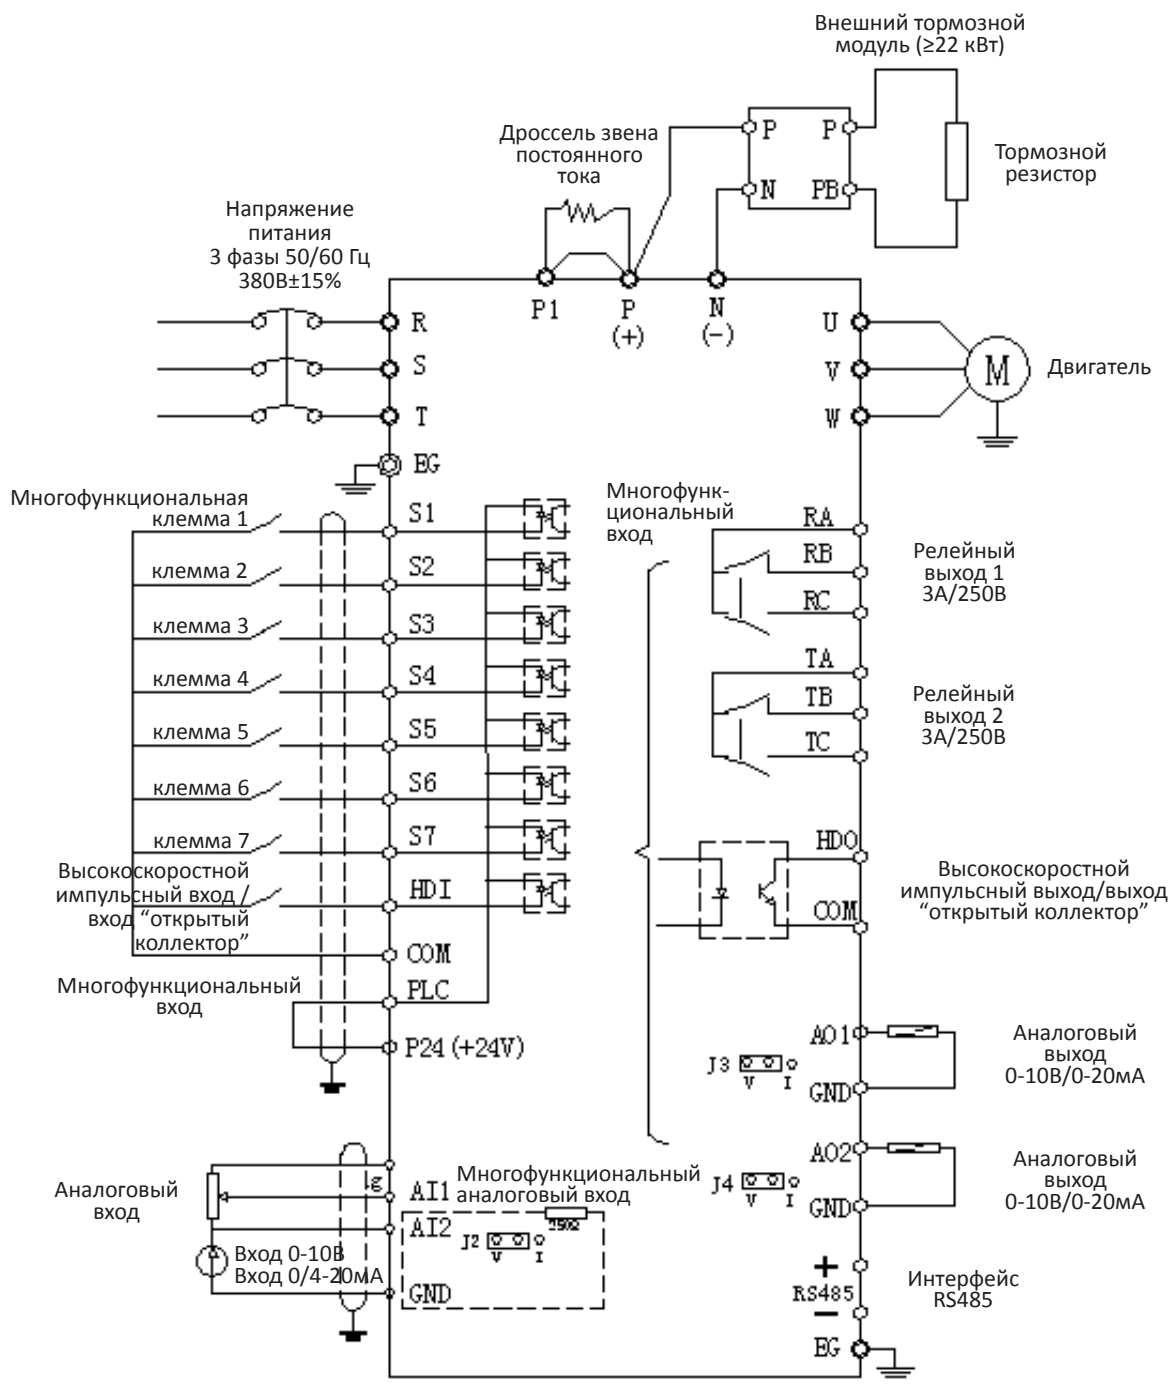 Внешний тормозной
модуль (≥22 кВт)
Дроссель звена
постоянного
тока
P P
N PB
Тормозной
резистор
Напряжение
питания
3 фазы 50/60 Гц
380В±15%
P1 P N
(+) (-)
R
S
T
EG
U
V
W
M
Двигатель
Многофункциональная
клемма 1
клемма 2
клемма 3
клемма 4
клемма 5
клемма 6
клемма 7
Высокоскоростной
импульсный вход /
вход “открытый
коллектор”
Многофункциональный
вход
S1
S2
S3
S4
S5
S6
S7
HDI
COM
PLC
P24 (+24V)
Многофунк-
циональный
вход
RA
RB
RC
Релейный
выход 1
3А/250В
TA
TB
TC
Релейный
выход 2
3А/250В
HDO
COM
Высокоскоростной
импульсный выход/выход
“открытый коллектор”
AO1
J3
V I
GND
Аналоговый
выход
0-10В/0-20мА
AO2
J4
V I
GND
Аналоговый
выход
0-10В/0-20мА
Аналоговый
вход
Вход 0-10В
Вход 0/4-20мА
g
AI1
AI2
GND
Многофункциональный
аналоговый вход
J2
V I
+
RS485
−
Интерфейс
RS485
EG